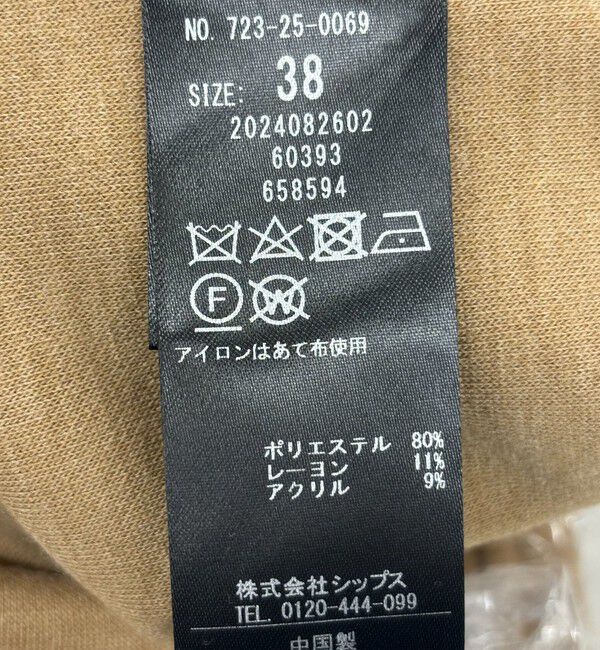 NO. 723-25-0069
SIZE: 38
2024082602
60393
658594
F W
アイロンはあて布使用
ポリエステル 80%
レーヨン 11%
アクリル 9%
株式会社シップス
TEL. 0120-444-099
中国製